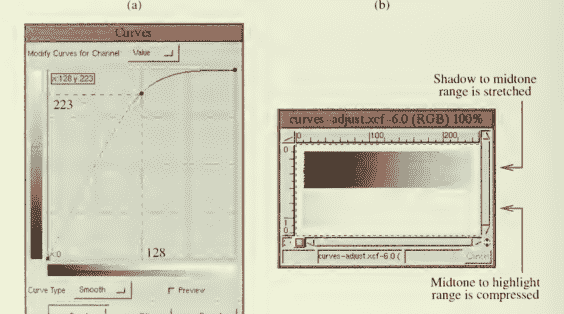 (a)
(b)
Curves
Modify Curves for Channel: Value
x:128 y:223
223
128
x:0
Curve Type: Smooth
Preview
Shadow to midtone
range is stretched
curves-adjust.xcf-6.0 (RGB) 100%
0 100 200
0
curves-adjust.xcf-6.0 (
Cancel
Midtone to highlight
range is compressed